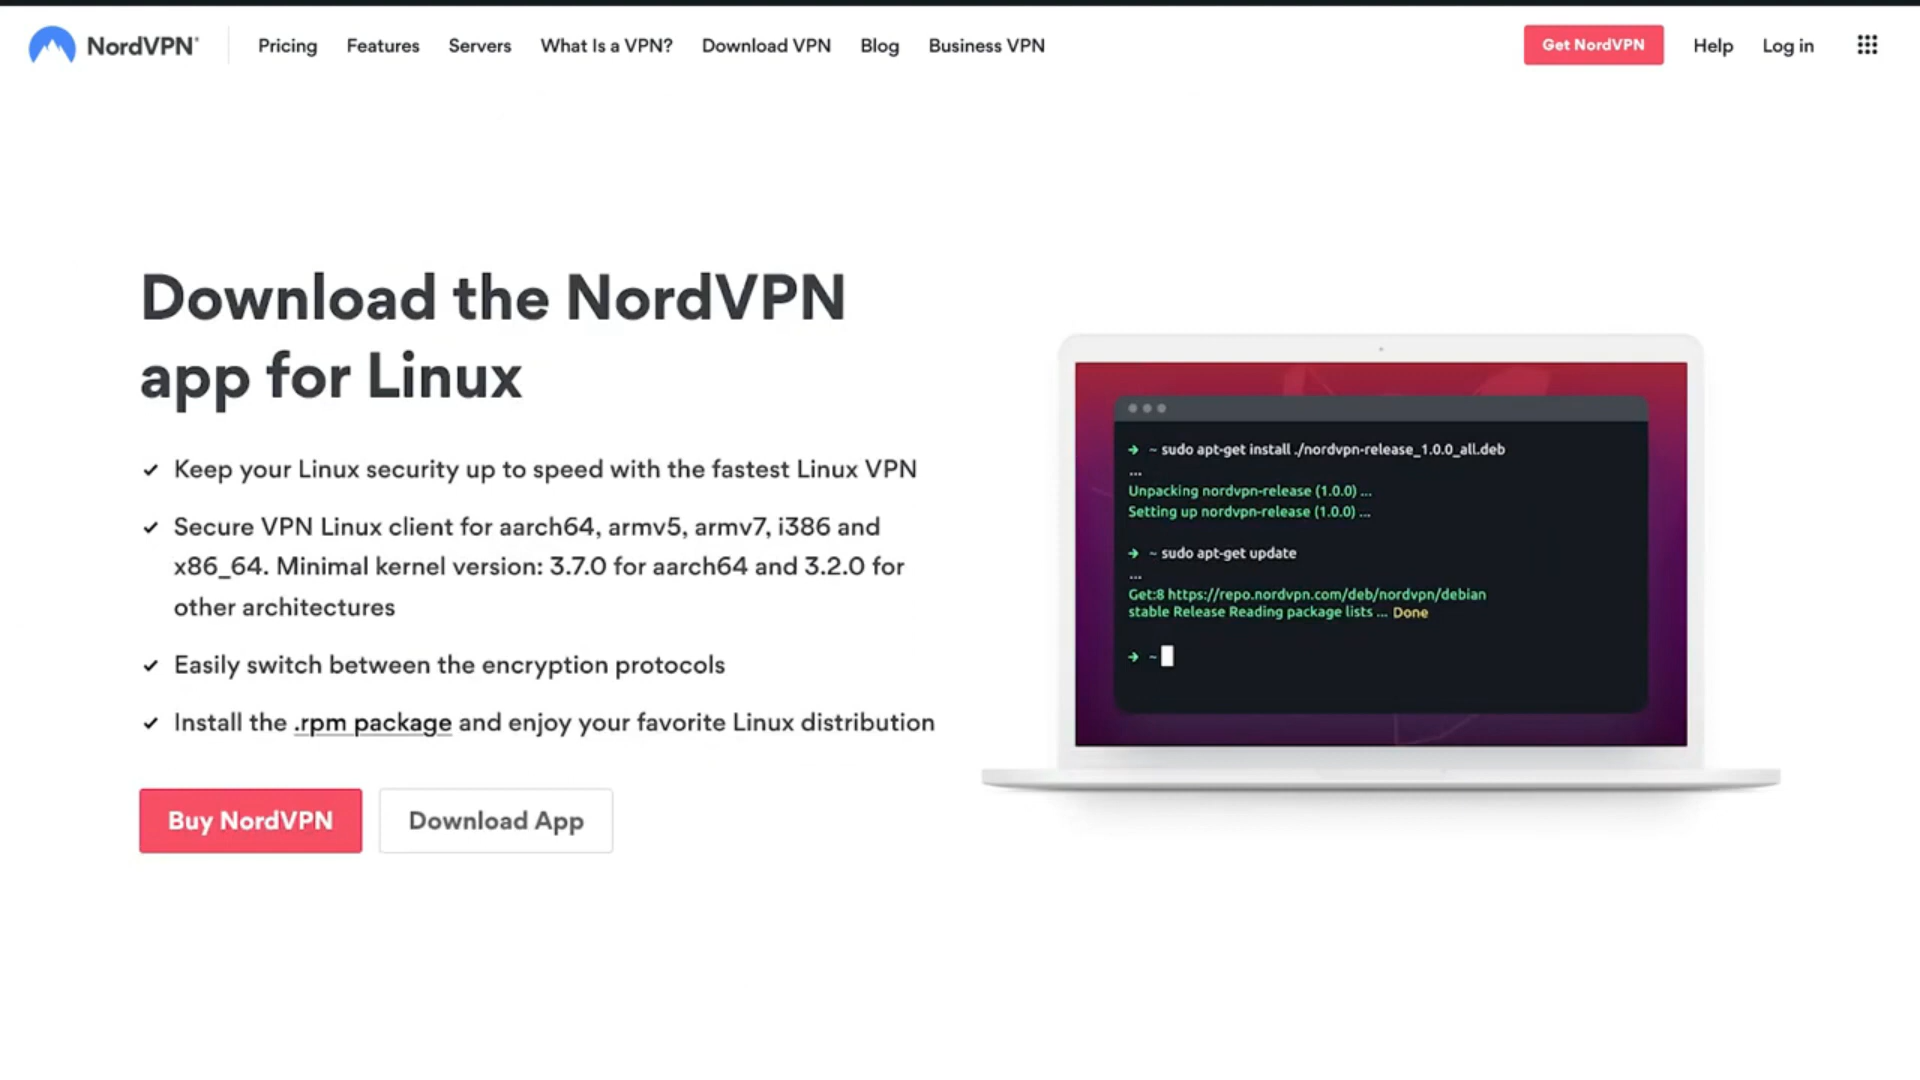 NordVPN®
Pricing
Features
Servers
What Is a VPN?
Download VPN
Blog
Business VPN
Get NordVPN
Help
Log in
Download the NordVPN
app for Linux
Keep your Linux security up to speed with the fastest Linux VPN
Secure VPN Linux client for aarch64, armv5, armv7, i386 and
x86_64. Minimal kernel version: 3.7.0 for aarch64 and 3.2.0 for
other architectures
Easily switch between the encryption protocols
Install the .rpm package and enjoy your favorite Linux distribution
Buy NordVPN
Download App
→ ~ sudo apt-get install ./nordvpn-release_1.0.0_all.deb
...
Unpacking nordvpn-release (1.0.0) ...
Setting up nordvpn-release (1.0.0) ...
→ ~ sudo apt-get update
...
Get:8 https://repo.nordvpn.com/deb/nordvpn/debian
stable Release Reading package lists ... Done
→ ~